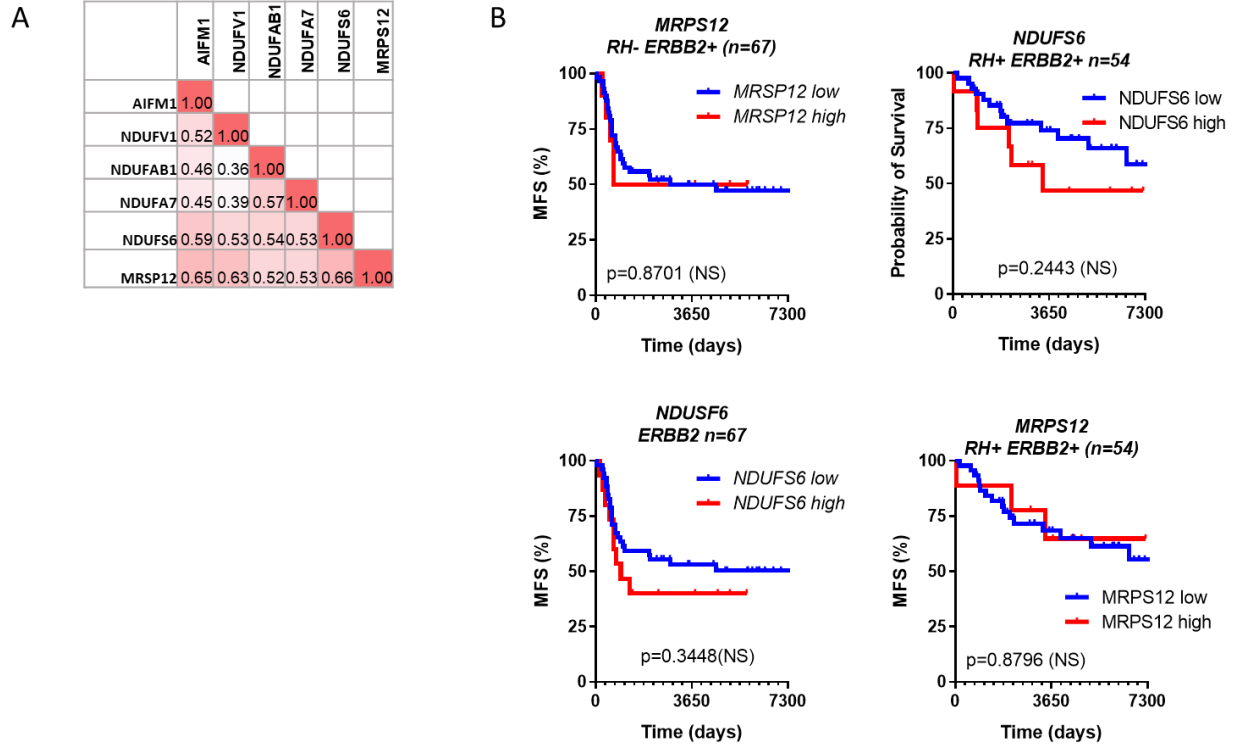 A
AIFM1 NDUFV1 NDUFAB1 NDUFA7 NDUFS6 MRPS12
AIFM1 1.00
NDUFV1 0.52 1.00
NDUFAB1 0.46 0.36 1.00
NDUFA7 0.45 0.39 0.57 1.00
NDUFS6 0.59 0.53 0.54 0.53 1.00
MRSP12 0.65 0.63 0.52 0.53 0.66 1.00
B
MRPS12
RH- ERBB2+ (n=67)
MRSP12 low
MRSP12 high
MFS (%)
100
75
50
25
0
p=0.8701 (NS)
0 3650 7300
Time (days)
NDUFS6
RH+ ERBB2+ n=54
NDUFS6 low
NDUFS6 high
Probability of Survival
100
75
50
25
0
p=0.2443 (NS)
0 3650 7300
Time (days)
NDUSF6
ERBB2 n=67
NDUFS6 low
NDUFS6 high
MFS (%)
100
75
50
25
0
p=0.3448(NS)
0 3650 7300
Time (days)
MRPS12
RH+ ERBB2+ (n=54)
MFS (%)
100
75
50
25
0
MRPS12 low
MRPS12 high
p=0.8796 (NS)
0 3650 7300
Time (days)